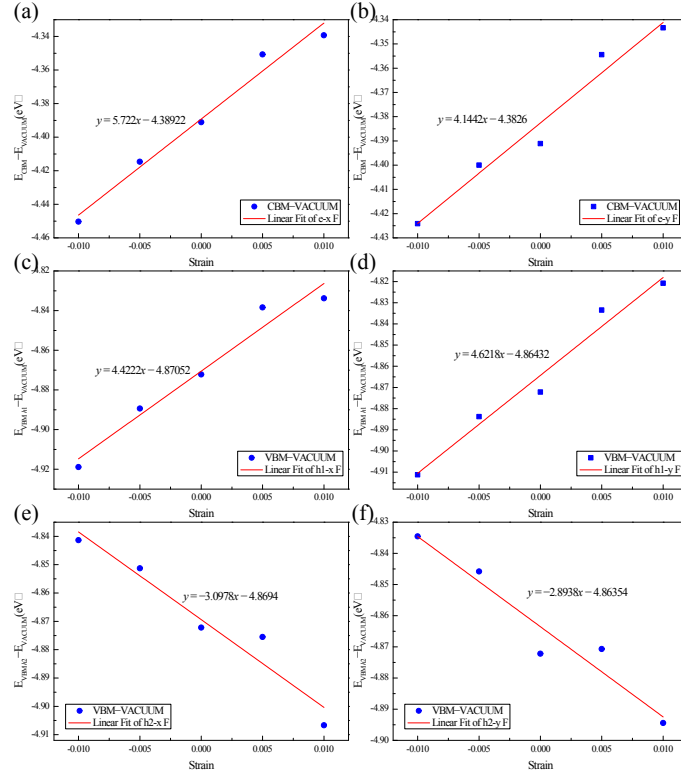 (a)
E_CBM−E_VACUUM(eV□
-4.34
-4.36
-4.38
-4.40
-4.42
-4.44
-4.46
y=5.722x−4.38922
CBM−VACUUM
Linear Fit of e-x F
-0.010 -0.005 0.000 0.005 0.010
Strain
(b)
E_CBM−E_VACUUM(eV□
-4.34
-4.35
-4.36
-4.37
-4.38
-4.39
-4.40
-4.41
-4.42
-4.43
y=4.1442x−4.3826
CBM−VACUUM
Linear Fit of e-y F
-0.010 -0.005 0.000 0.005 0.010
Strain
(c)
E_VBM h1−E_VACUUM(eV□
-4.82
-4.84
-4.86
-4.88
-4.90
-4.92
y=4.4222x−4.87052
VBM−VACUUM
Linear Fit of h1-x F
-0.010 -0.005 0.000 0.005 0.010
Strain
(d)
E_VBM h1−E_VACUUM(eV□
-4.82
-4.83
-4.84
-4.85
-4.86
-4.87
-4.88
-4.89
-4.90
-4.91
y=4.6218x−4.86432
VBM−VACUUM
Linear Fit of h1-y F
-0.010 -0.005 0.000 0.005 0.010
Strain
(e)
E_VBM h2−E_VACUUM(eV□
-4.84
-4.85
-4.86
-4.87
-4.88
-4.89
-4.90
-4.91
y=−3.0978x−4.8694
VBM−VACUUM
Linear Fit of h2-x F
-0.010 -0.005 0.000 0.005 0.010
Strain
(f)
E_VBM h2−E_VACUUM(eV□
-4.83
-4.84
-4.85
-4.86
-4.87
-4.88
-4.89
-4.90
y=−2.8938x−4.86354
VBM−VACUUM
Linear Fit of h2-y F
-0.010 -0.005 0.000 0.005 0.010
Strain